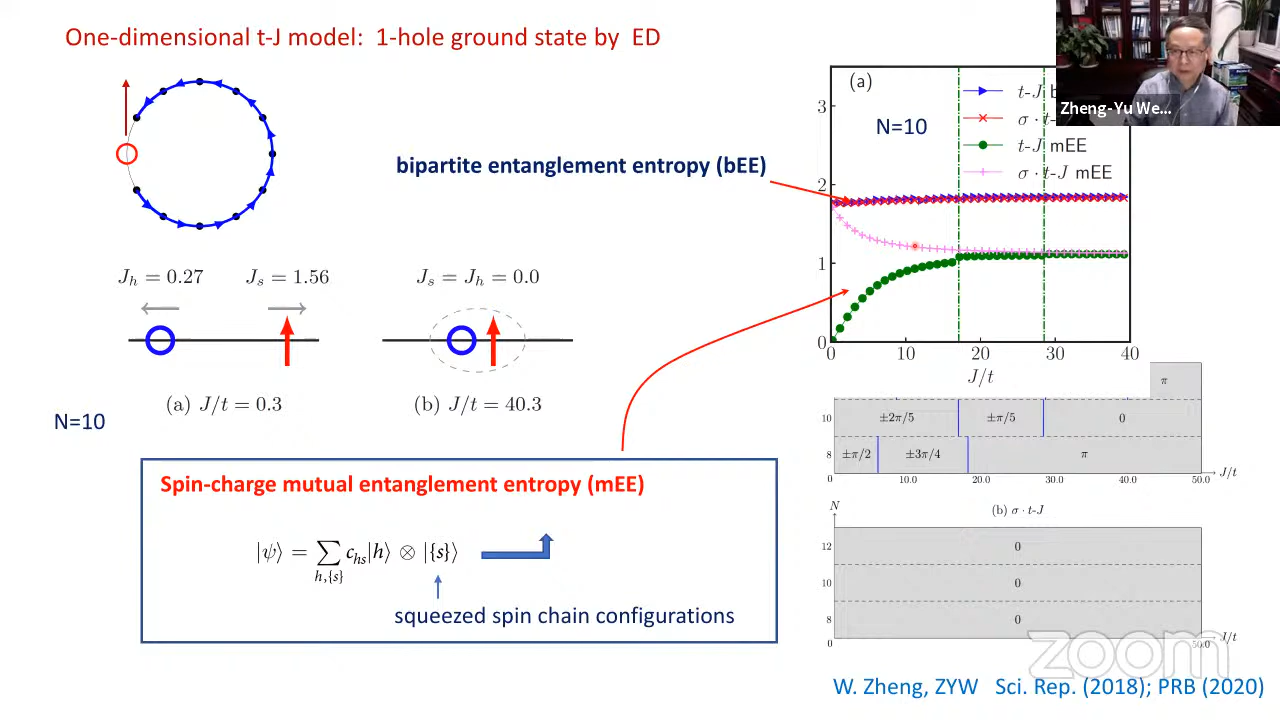 One-dimensional t-J model: 1-hole ground state by ED
Zheng-Yu We...
(a)
N=10
t-J b
σ · t-
t-J mEE
σ · t-J mEE
3
2
1
0
0 10 20 30 40
J/t
bipartite entanglement entropy (bEE)
J_h = 0.27 J_s = 1.56 J_s = J_h = 0.0
(a) J/t = 0.3 (b) J/t = 40.3
N=10
Spin-charge mutual entanglement entropy (mEE)
|ψ⟩ = ∑_{h,{s}} c_{hs}|h⟩ ⊗ |{s}⟩
squeezed spin chain configurations
π
10 ±2π/5 ±π/5 0
8 ±π/2 ±3π/4 π
0 0 10.0 20.0 30.0 40.0 50.0 J/t
(b) σ · t-J
N
12 0
10 0
8 0
0 50.0 J/t
zoom
W. Zheng, ZYW Sci. Rep. (2018); PRB (2020)